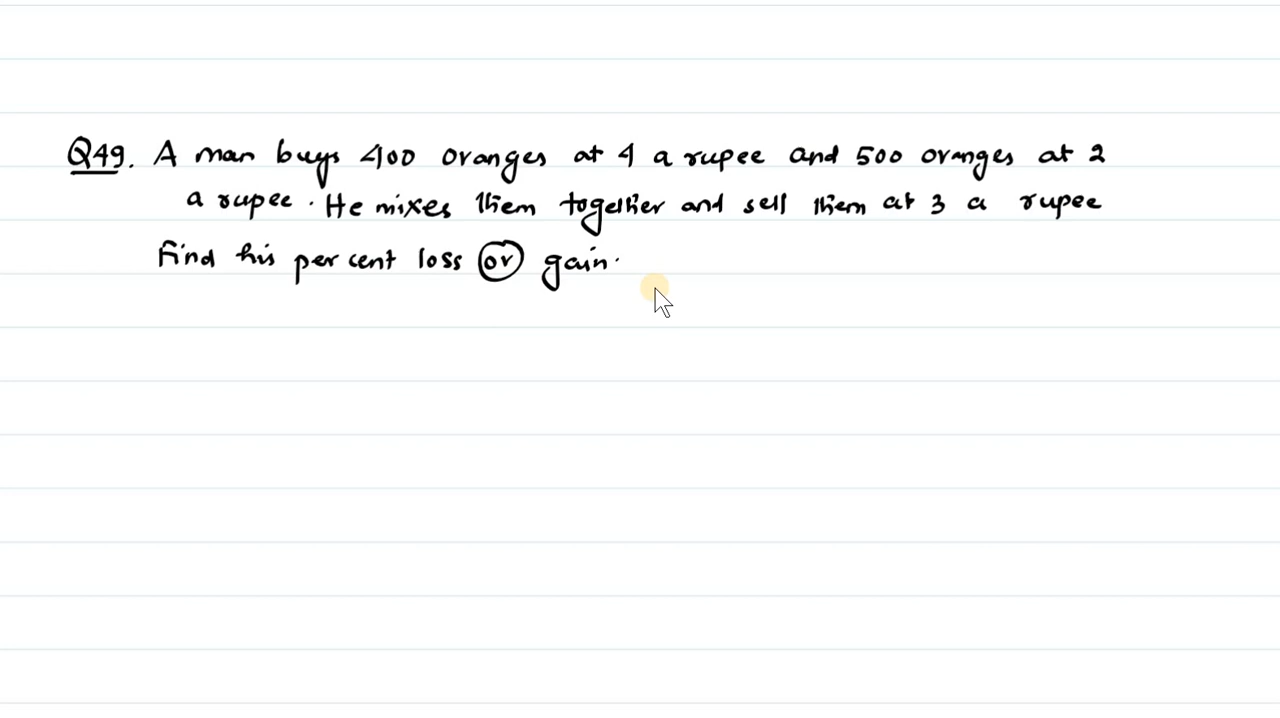 Q49. A man buys 400 oranges at 4 a rupee and 500 oranges at 2
a rupee. He mixes them together and sell them at 3 a rupee
Find his per cent loss or gain.